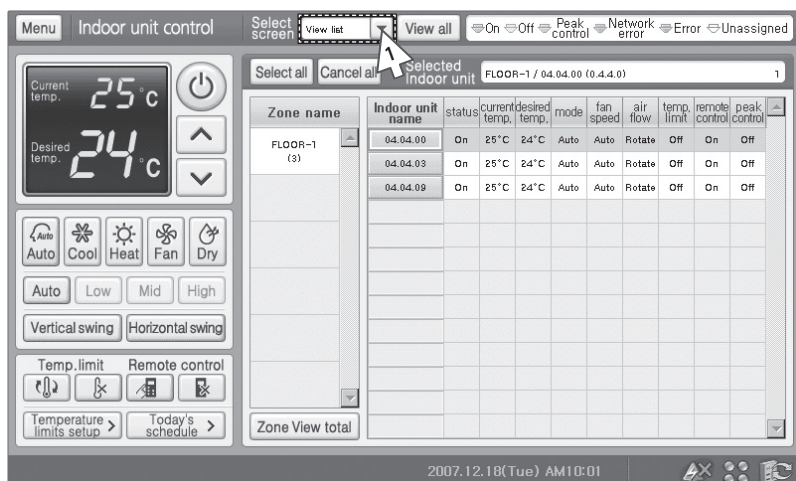 Menu Indoor unit control Select screen View list View all On Off Peak control Network error Error Unassigned
1
Current temp. 25°C
Desired temp. 24°C
Auto Cool Heat Fan Dry
Auto Low Mid High
Vertical swing Horizontal swing
Temp.limit Remote control
Temperature limits setup > Today's schedule >
Select all Cancel all Selected Indoor unit FLOOR-1 / 04.04.00 (0.4.4.0) 1
Zone name
FLOOR-1
(3)
Zone View total
Indoor unit name status current temp. desired temp. mode fan speed air flow temp. limit remote control peak control
04.04.00 On 25°C 24°C Auto Auto Rotate Off On Off
04.04.03 On 25°C 24°C Auto Auto Rotate Off On Off
04.04.09 On 25°C 24°C Auto Auto Rotate Off On Off
2007.12.18(Tue) AM10:01